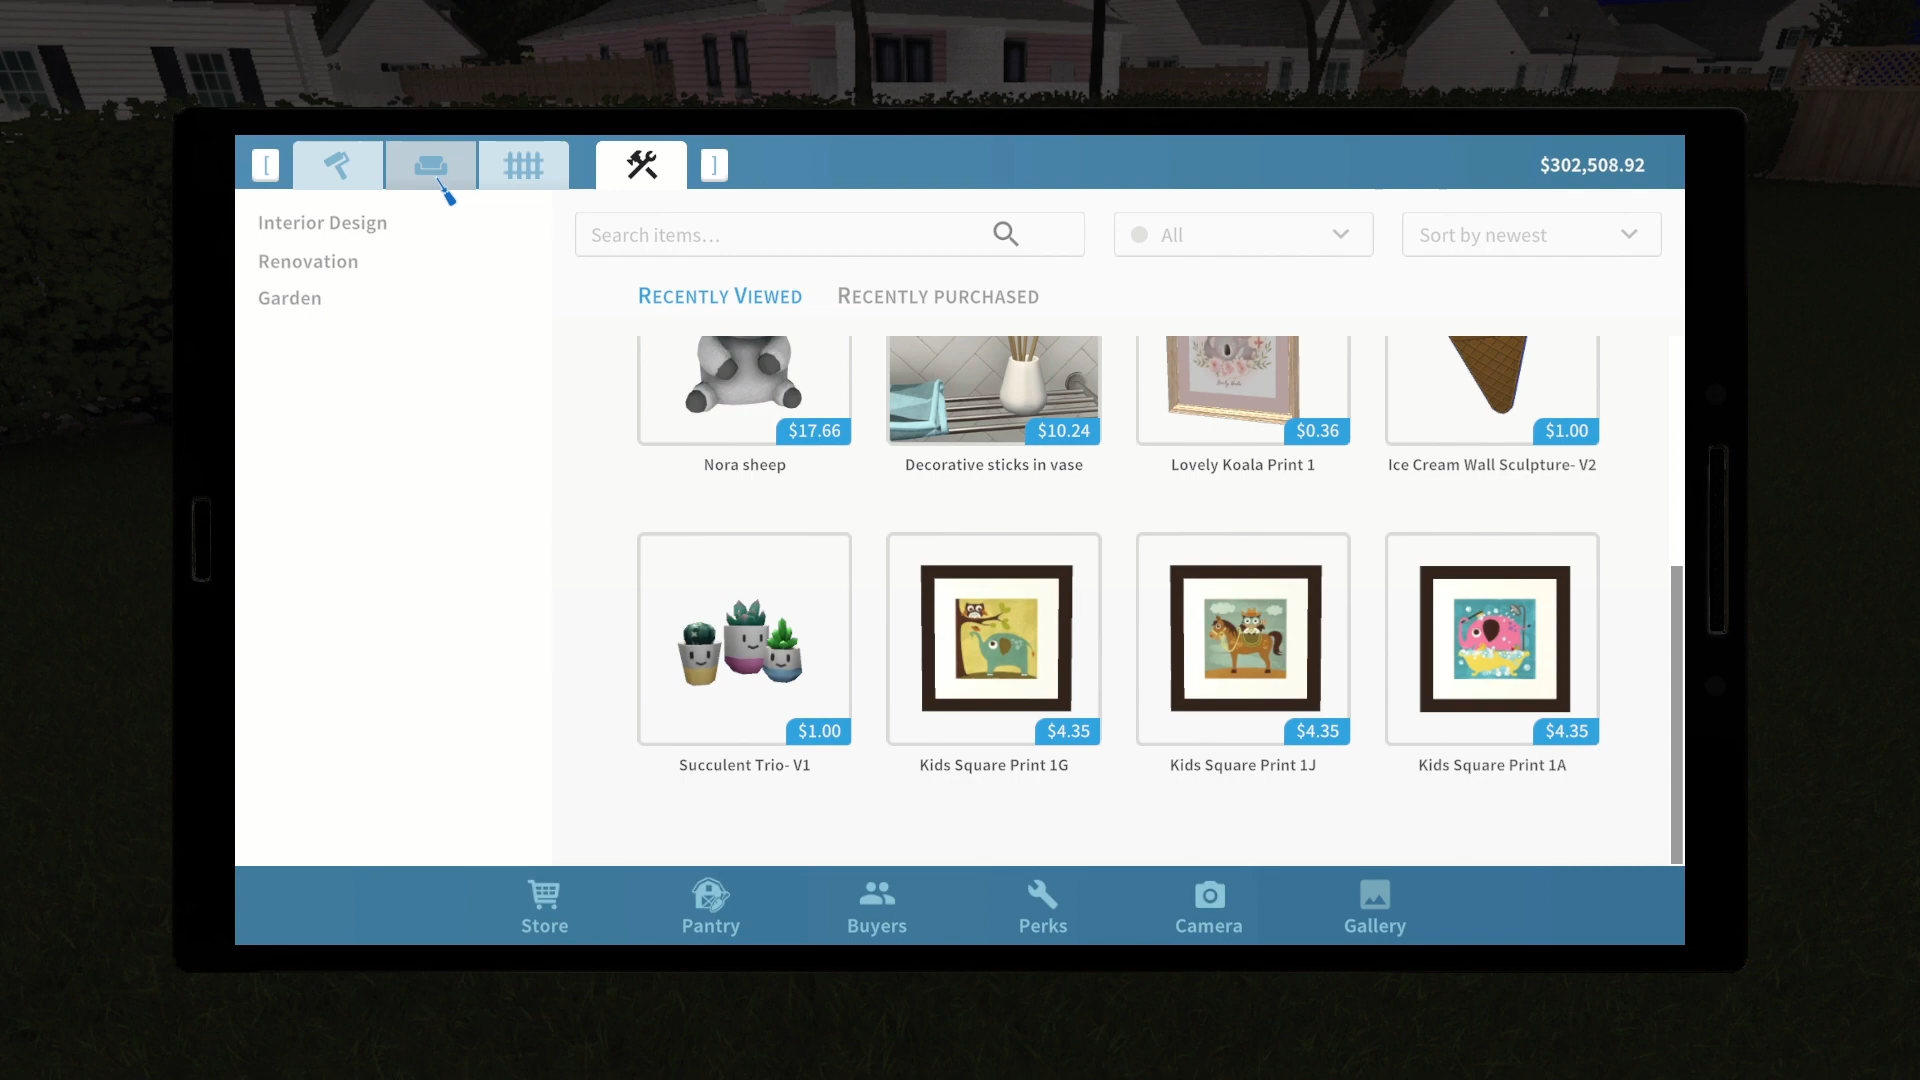 [ ] $302,508.92
Interior Design
Renovation
Garden
Search items...
All
Sort by newest
RECENTLY VIEWED
RECENTLY PURCHASED
$17.66
$10.24
$0.36
$1.00
Nora sheep
Decorative sticks in vase
Lovely Koala Print 1
Ice Cream Wall Sculpture- V2
$1.00
$4.35
$4.35
$4.35
Succulent Trio- V1
Kids Square Print 1G
Kids Square Print 1J
Kids Square Print 1A
Store
Pantry
Buyers
Perks
Camera
Gallery